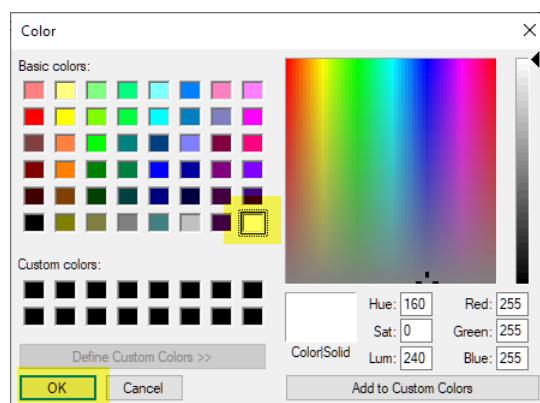 Color
Basic colors:
Custom colors:
Define Custom Colors >>
OK Cancel
Color|Solid
Hue: 160 Red: 255
Sat: 0 Green: 255
Lum: 240 Blue: 255
Add to Custom Colors